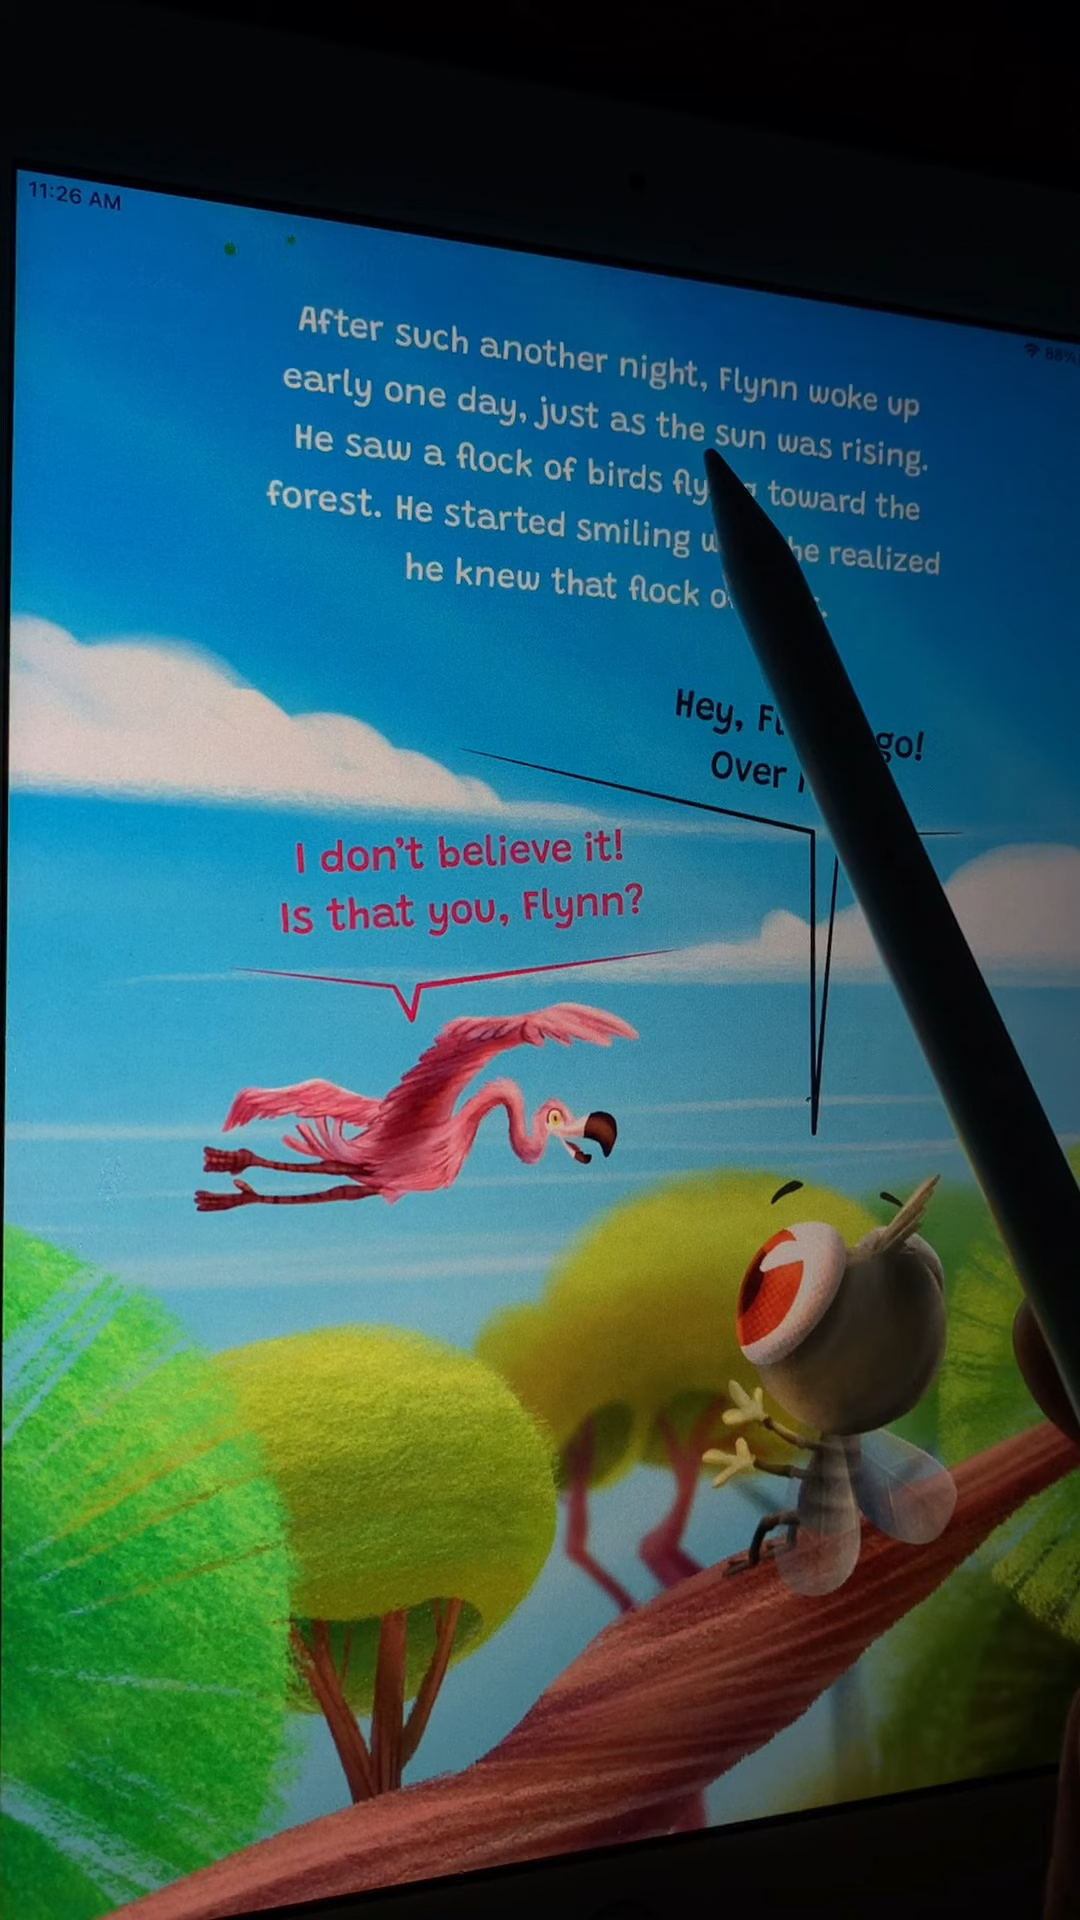 11:26 AM
88%
After such another night, Flynn woke up
early one day, just as the sun was rising.
He saw a flock of birds toward the
forest. He started smiling he realized
he knew that flock
Hey,
Over
I don't believe it!
Is that you, Flynn?